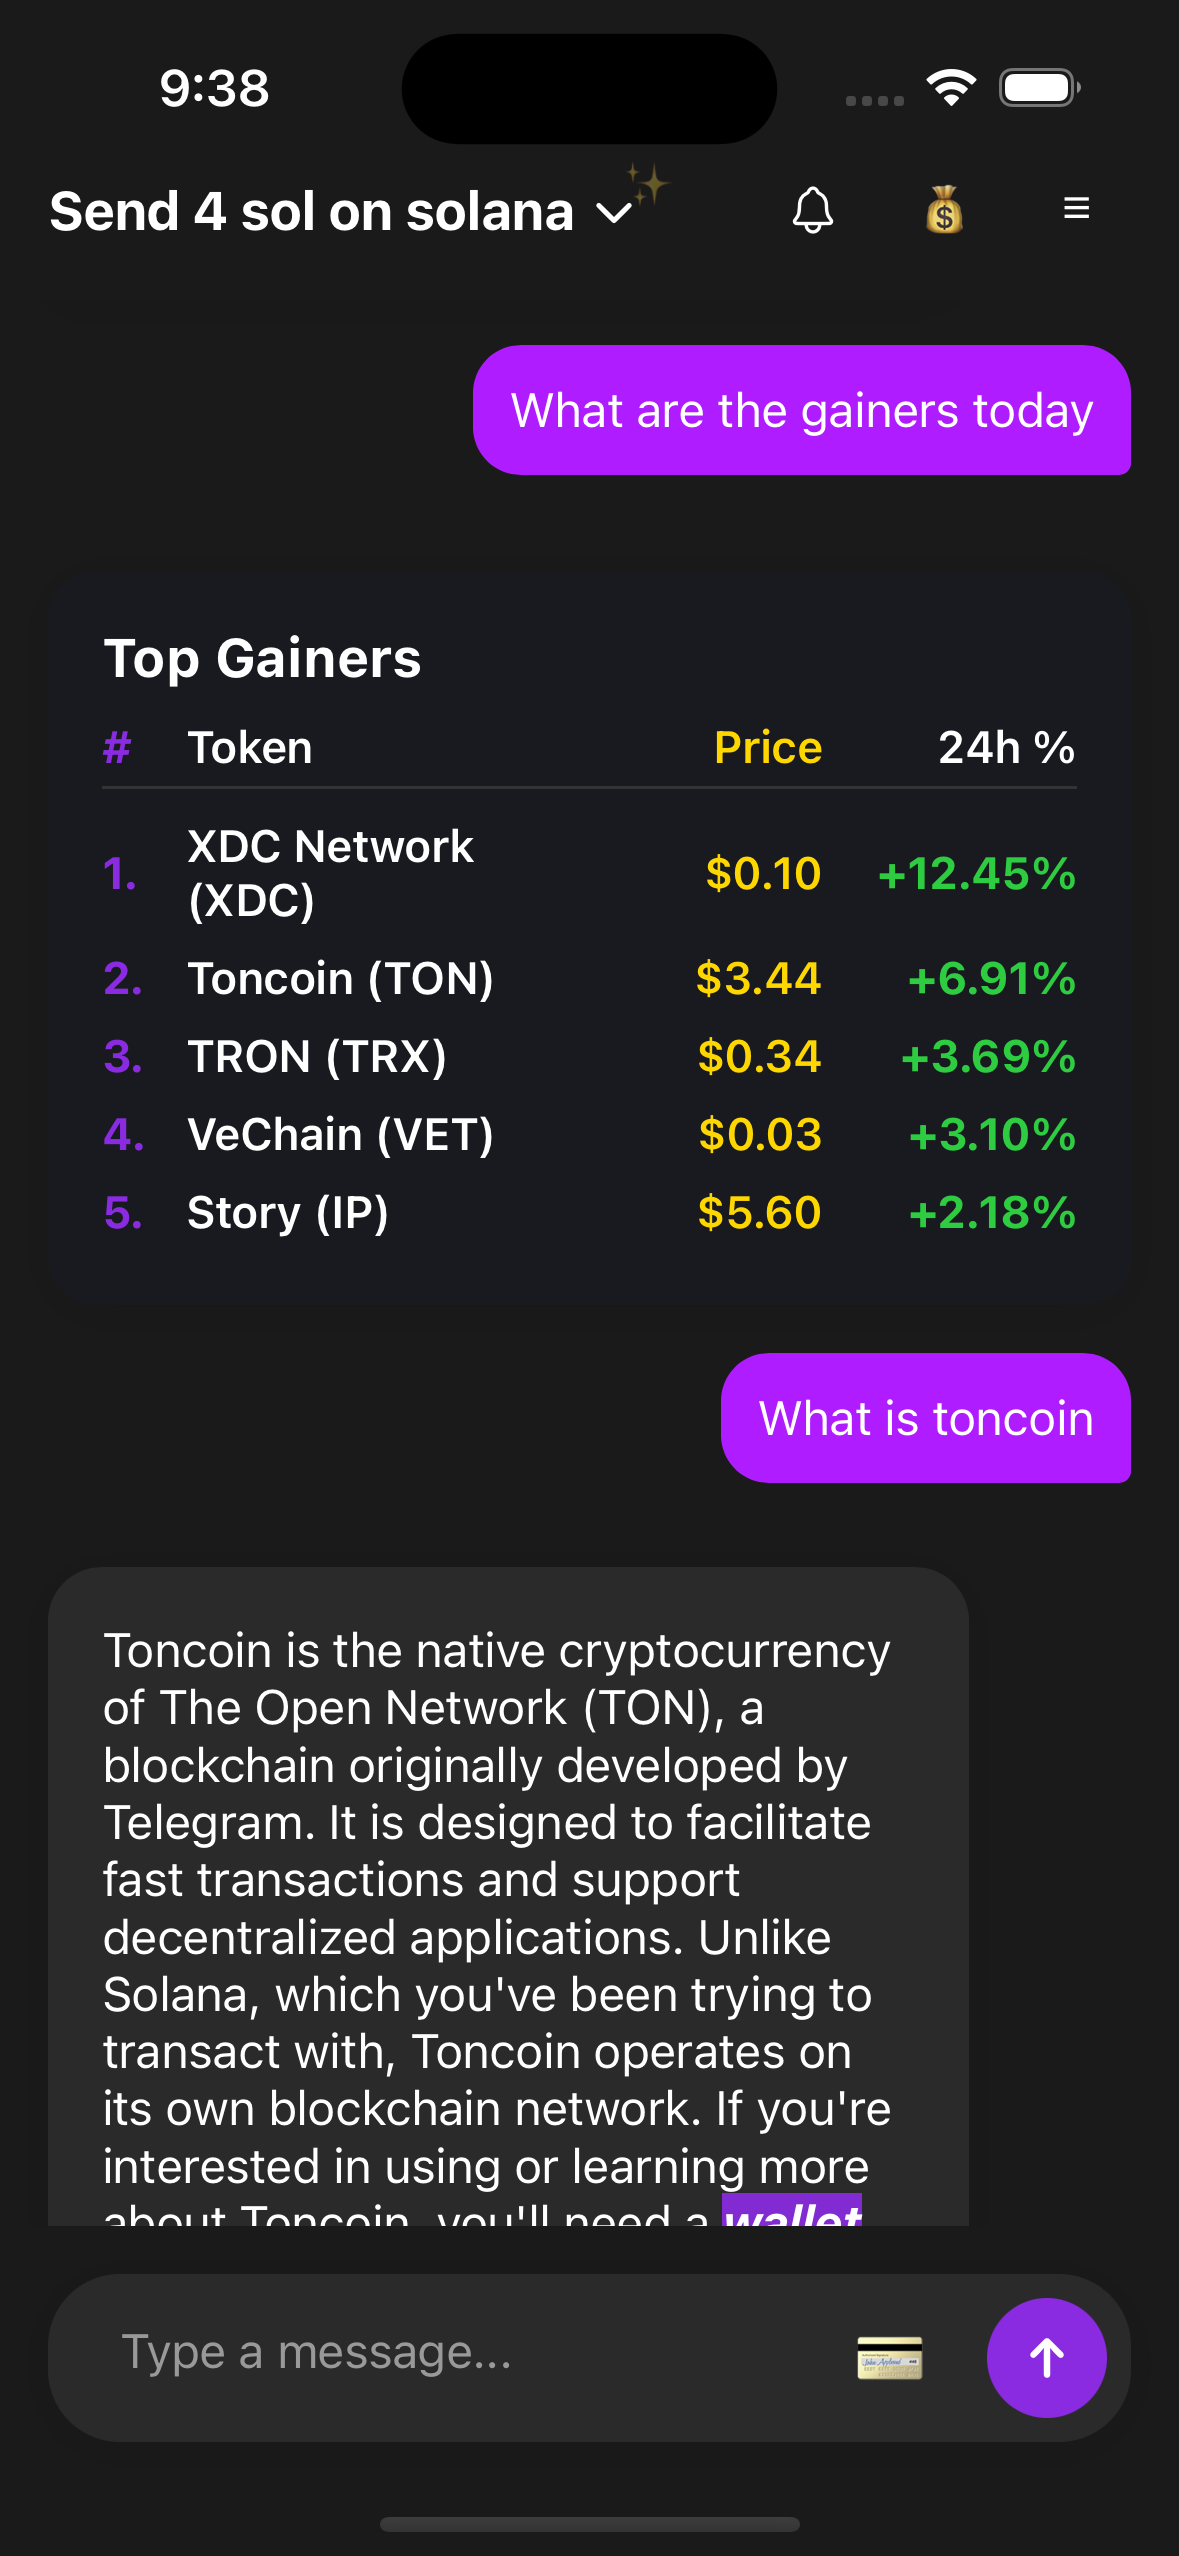 9:38
Send 4 sol on solana
What are the gainers today
Top Gainers
# Token Price 24h %
1. XDC Network (XDC) $0.10 +12.45%
2. Toncoin (TON) $3.44 +6.91%
3. TRON (TRX) $0.34 +3.69%
4. VeChain (VET) $0.03 +3.10%
5. Story (IP) $5.60 +2.18%
What is toncoin
Toncoin is the native cryptocurrency
of The Open Network (TON), a
blockchain originally developed by
Telegram. It is designed to facilitate
fast transactions and support
decentralized applications. Unlike
Solana, which you've been trying to
transact with, Toncoin operates on
its own blockchain network. If you're
interested in using or learning more
about Toncoin, you'll need a wallet
Type a message...